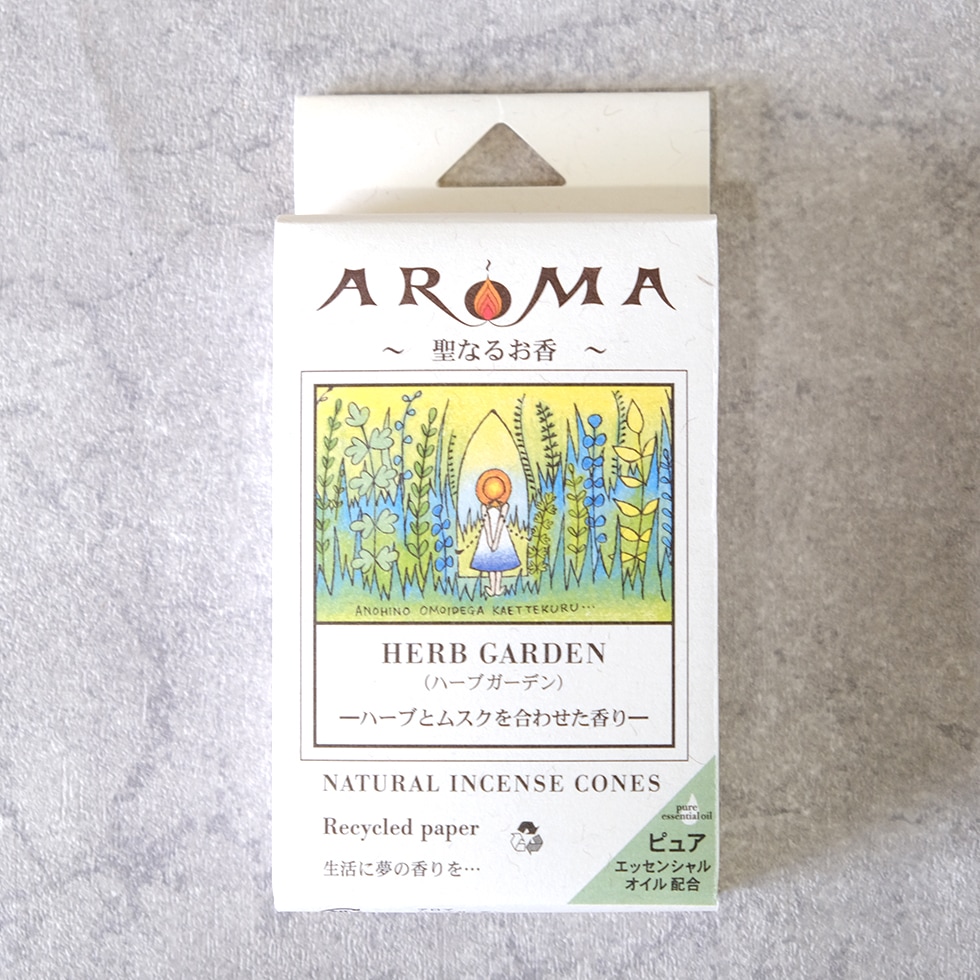 AROMA
～ 聖なるお香 ～
ANOHINO OMOIDEGA KAETTEKURU...
HERB GARDEN
（ハーブガーデン）
―ハーブとムスクを合わせた香り―
NATURAL INCENSE CONES
Recycled paper
生活に夢の香りを…
pure
essential oil
ピュア
エッセンシャル
オイル 配合